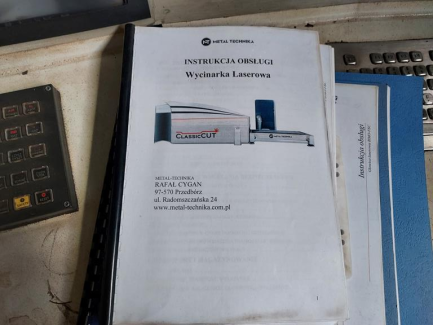 METAL TECHNIKA
INSTRUKCJA OBSŁUGI
Wycinarka Laserowa
CLASSICCUT
METAL-TECHNIKA
RAFAŁ CYGAN
97-570 Przedbórz
ul. Radomszczańska 24
www.metal-technika.com.pl
Instrukcja obsługi